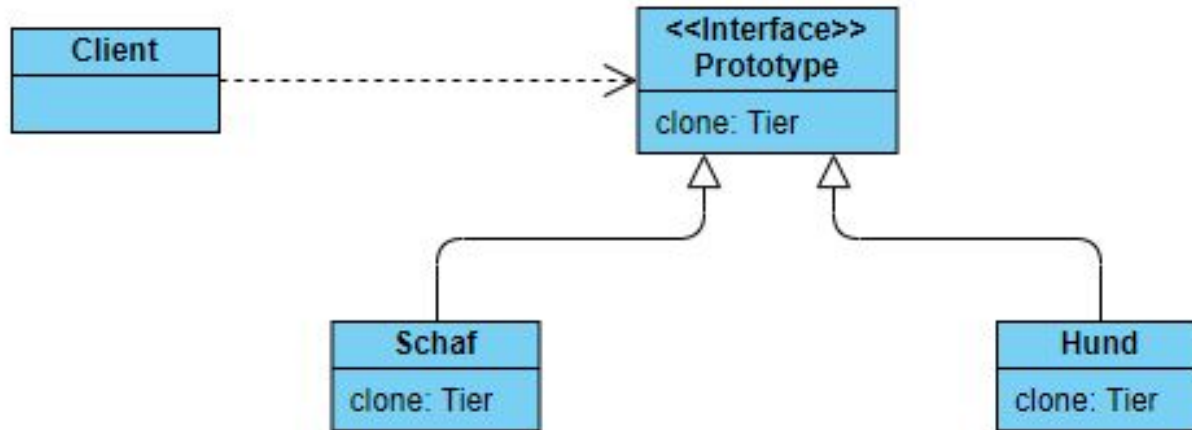 Client
<<Interface>>
Prototype
clone: Tier
Schaf
clone: Tier
Hund
clone: Tier